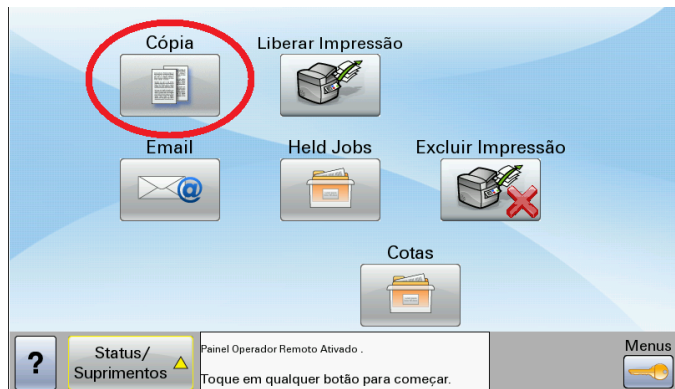 Cópia
Liberar Impressão
Email
Held Jobs
Excluir Impressão
Cotas
?
Status/
Suprimentos
Painel Operador Remoto Ativado .
Toque em qualquer botão para começar.
Menus